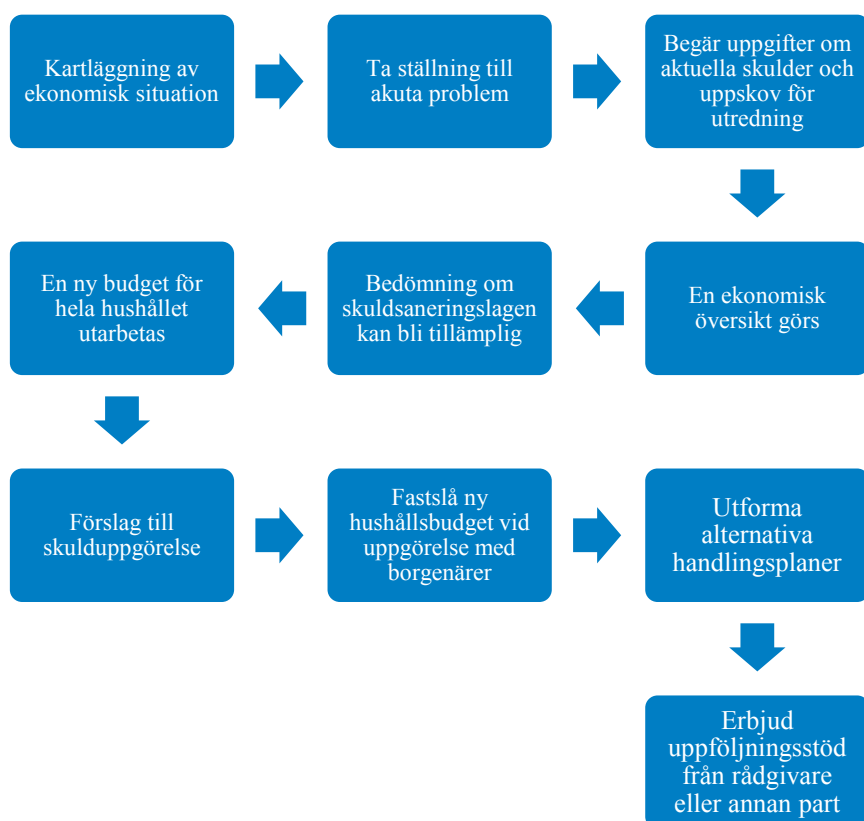 Kartläggning av
ekonomisk situation
Ta ställning till
akuta problem
Begär uppgifter om
aktuella skulder och
uppskov för
utredning
En ekonomisk
översikt görs
Bedömning om
skuldsaneringslagen
kan bli tillämplig
En ny budget för
hela hushållet
utarbetas
Förslag till
skulduppgörelse
Fastslå ny
hushållsbudget vid
uppgörelse med
borgenärer
Utforma
alternativa
handlingsplaner
Erbjud
uppföljningsstöd
från rådgivare
eller annan part